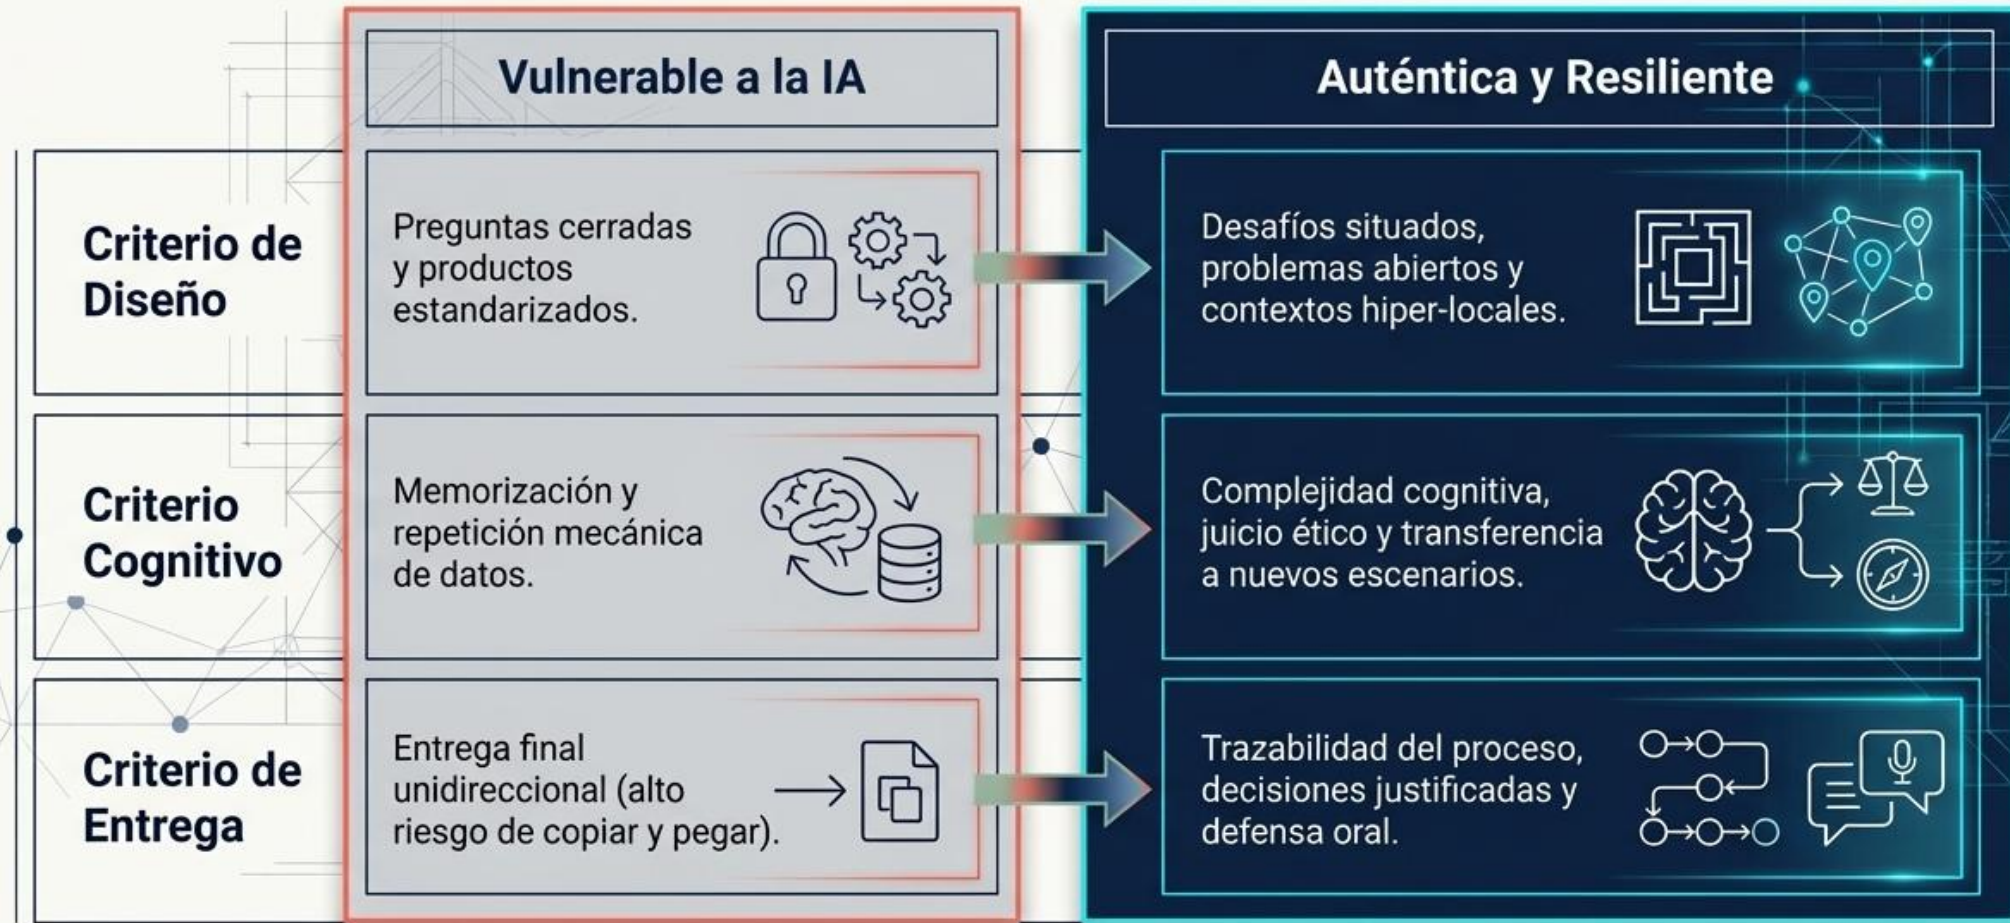 Vulnerable a la IA
Auténtica y Resiliente
Criterio de
Diseño
Preguntas cerradas
y productos
estandarizados.
Desafíos situados,
problemas abiertos y
contextos hiper-locales.
Criterio
Cognitivo
Memorización y
repetición mecánica
de datos.
Complejidad cognitiva,
juicio ético y transferencia
a nuevos escenarios.
Criterio de
Entrega
Entrega final
unidireccional (alto
riesgo de copiar y pegar).
Trazabilidad del proceso,
decisiones justificadas y
defensa oral.